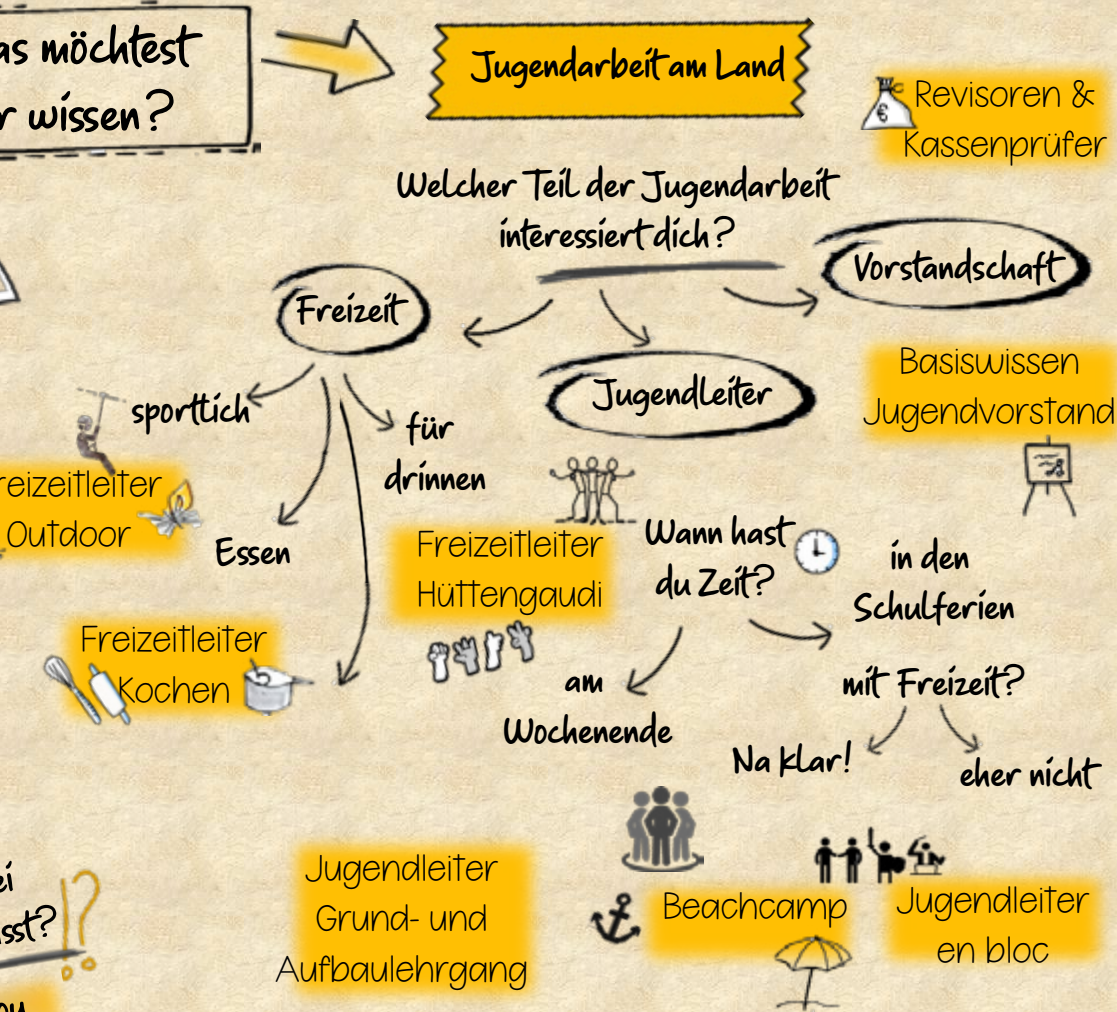 as möchtest
r wissen?
Jugendarbeit am Land
Revisoren &
Kassenprüfer
Welcher Teil der Jugendarbeit
interessiert dich?
Vorstandschaft
Freizeit
Basiswissen
Jugendvorstand
Jugendleiter
sportlich
für
drinnen
reizeitleiter
Outdoor
Essen
Freizeitleiter
Hüttengaudi
Wann hast
du Zeit?
in den
Schulferien
Freizeitleiter
Kochen
am
Wochenende
mit Freizeit?
Na klar!
eher nicht
Jugendleiter
Grund- und
Aufbaulehrgang
Beachcamp
Jugendleiter
en bloc
ei
sst?